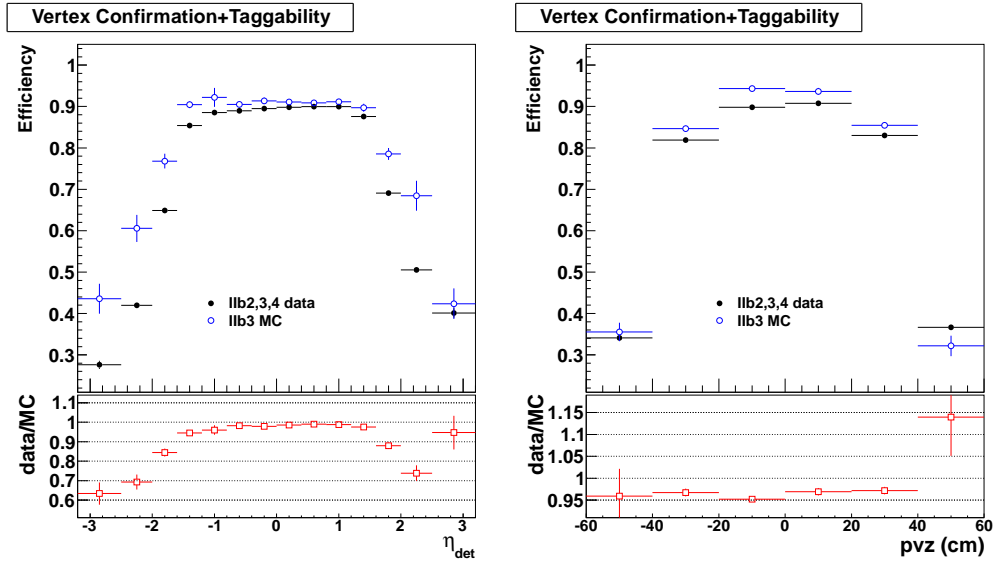 Vertex Confirmation+Taggability
Efficiency
1
0.9
0.8
0.7
0.6
0.5
0.4
0.3
IIb2,3,4 data
IIb3 MC
data/MC
1.1
1
0.9
0.8
0.7
0.6
-3 -2 -1 0 1 2 3
ηdet
Vertex Confirmation+Taggability
Efficiency
1
0.9
0.8
0.7
0.6
0.5
0.4
0.3
IIb2,3,4 data
IIb3 MC
data/MC
1.15
1.1
1.05
1
0.95
-60 -40 -20 0 20 40 60
pvz (cm)